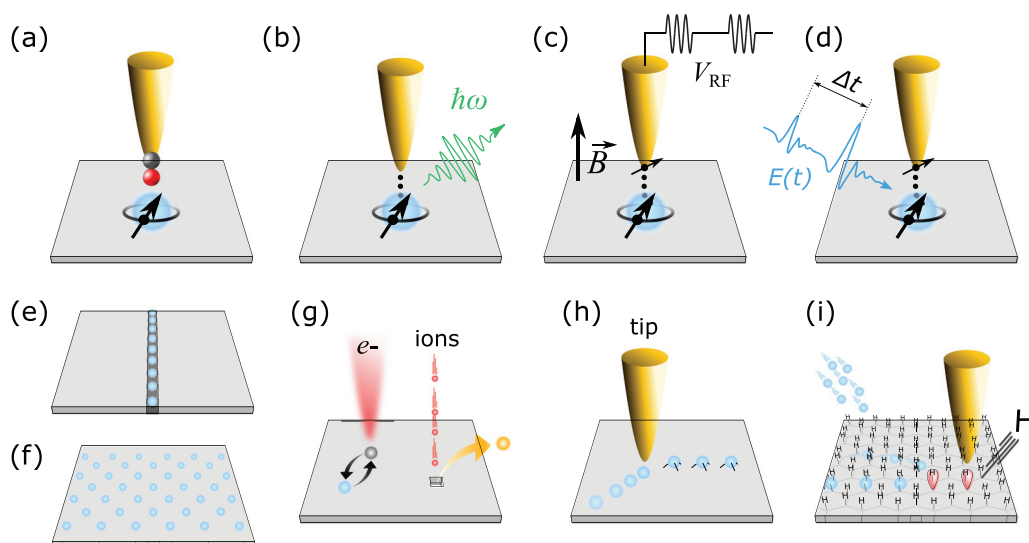 (a)
(b)
ħω
(c)
B
V_RF
(d)
Δt
E(t)
(e)
(f)
(g)
e-
ions
(h)
tip
(i)
H